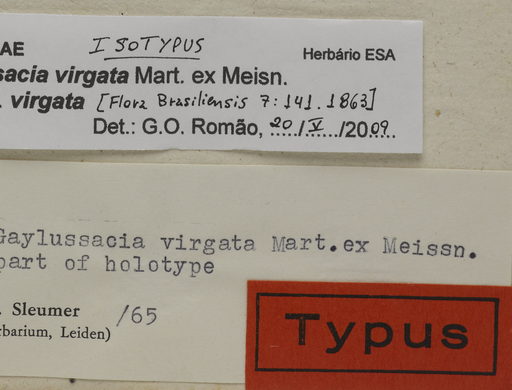 AE ISOTYPUS Herbário ESA
sacia virgata Mart. ex Meisn.
. virgata [Flora Brasiliensis 7:141.1863]
Det.: G.O. Romão, 20/V/2009
Gaylussacia virgata Mart.ex Meissn.
part of holotype
. Sleumer /65
rbarium, Leiden)
Typus